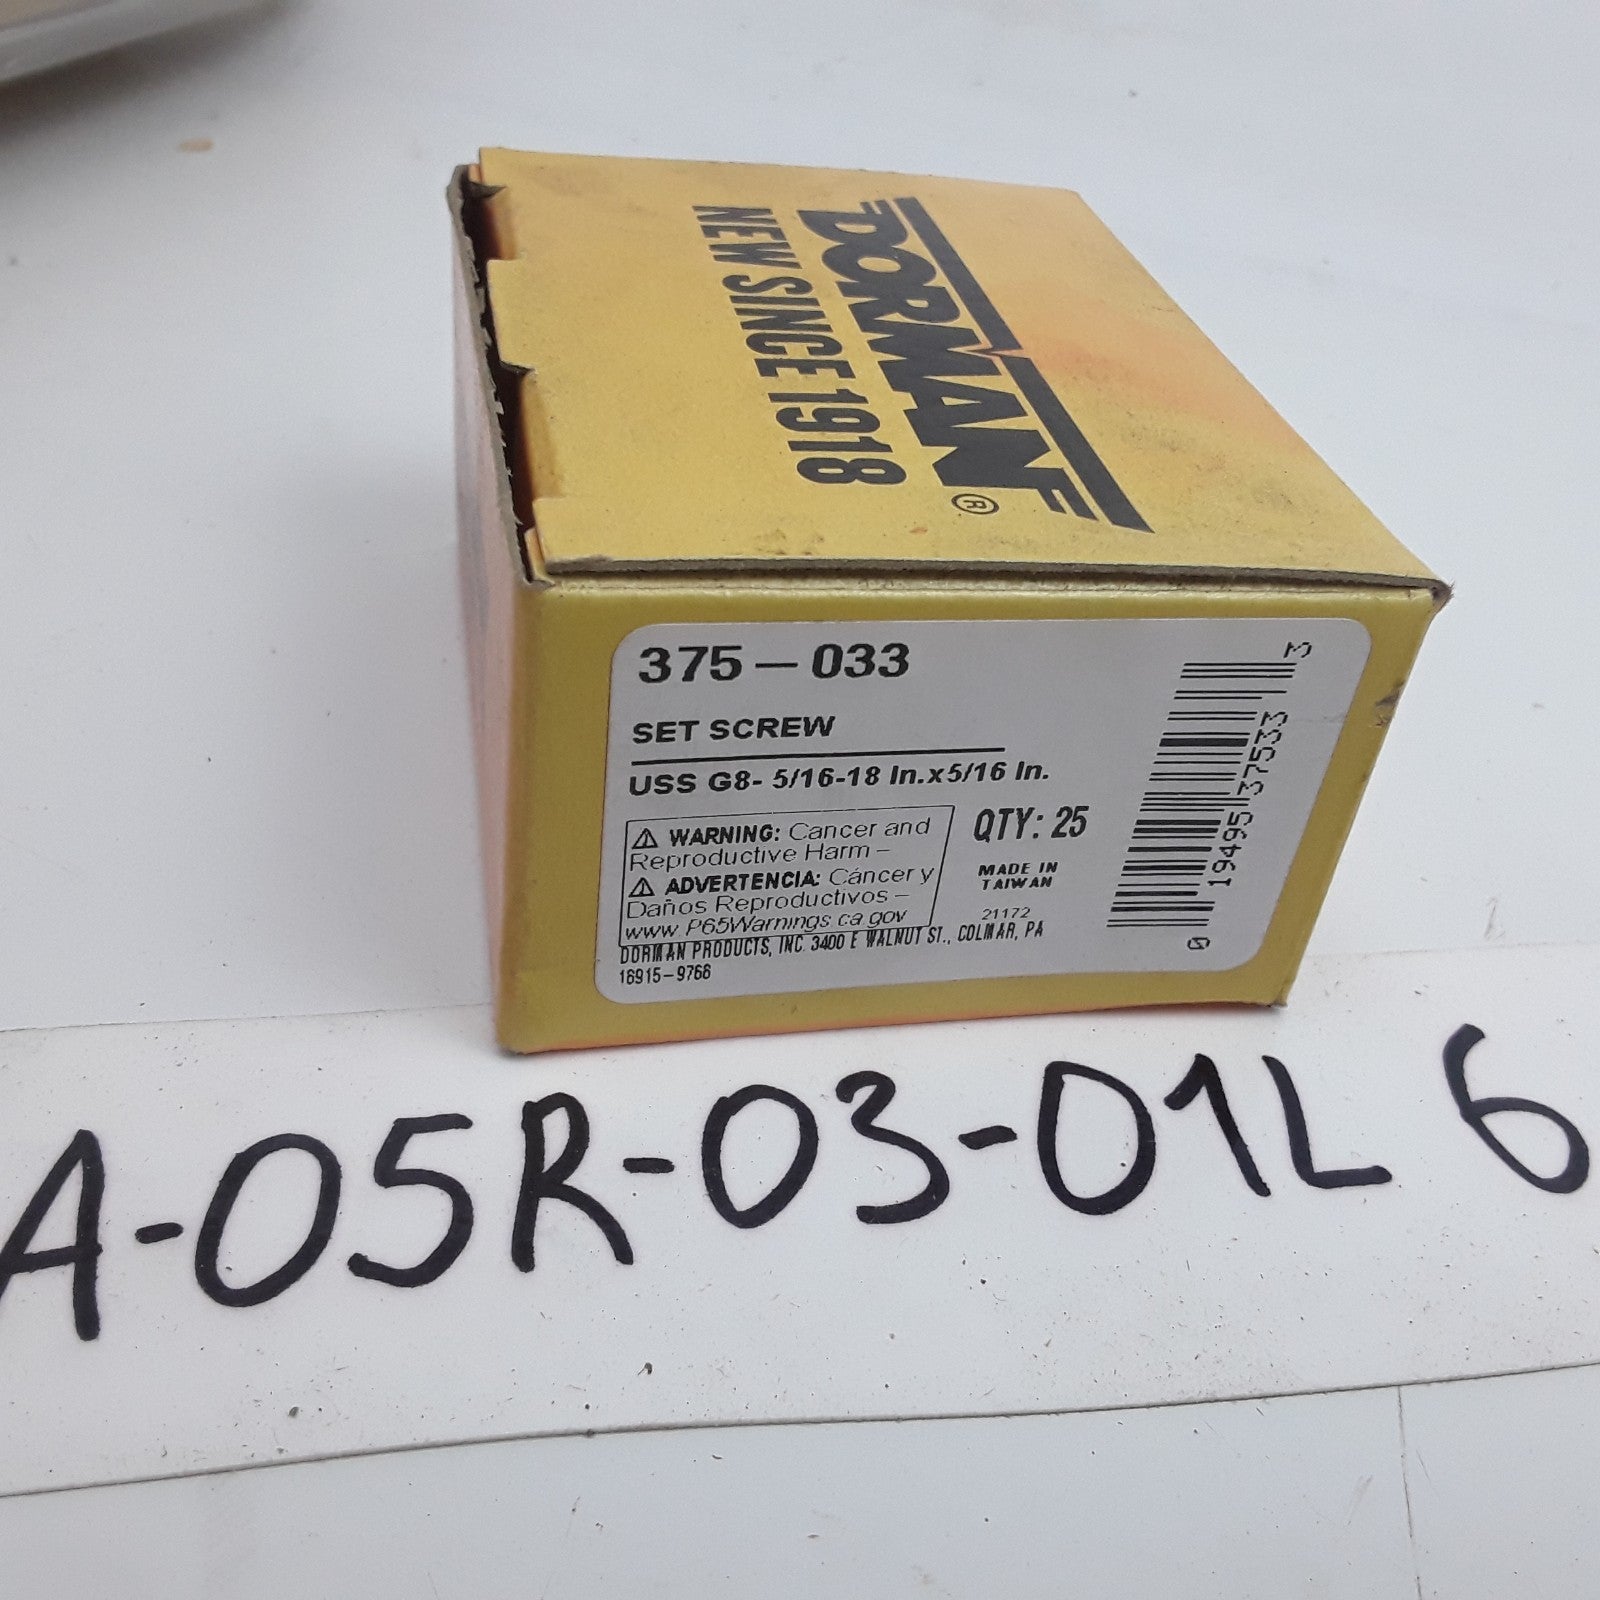 DORMAN®
NEW SINCE 1918
375-033
SET SCREW
USS G8- 5/16-18 In.x5/16 In.
⚠ WARNING: Cancer and
Reproductive Harm –
⚠ ADVERTENCIA: Cáncer y
Daños Reproductivos –
www.P65Warnings.ca.gov
QTY: 25
MADE IN
TAIWAN
21172
DORMAN PRODUCTS, INC. 3400 E WALNUT ST., COLMAR, PA
16915-9766
0 19495 37533 3
A-05R-03-01L 6